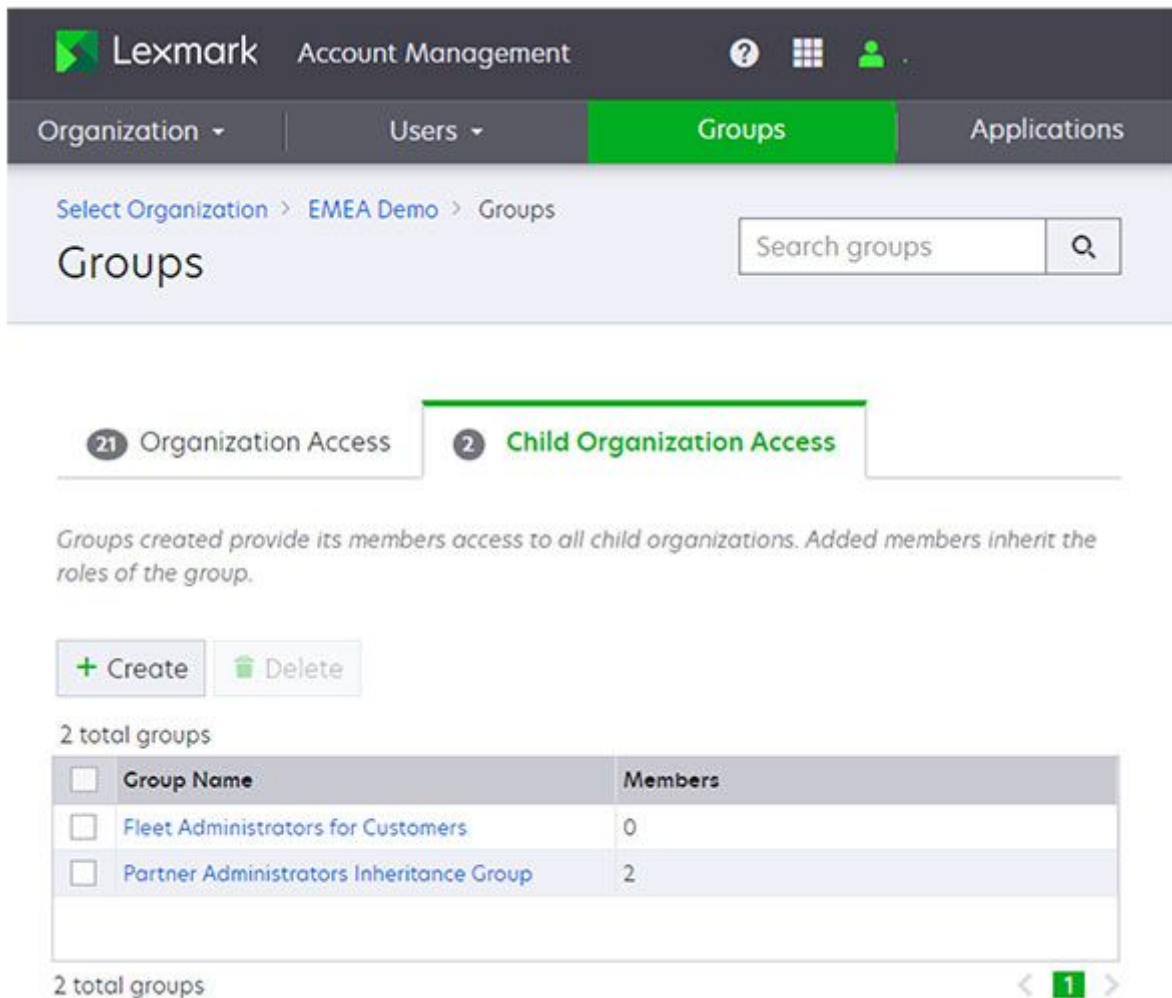 Lexmark Account Management
Organization Users Groups Applications
Select Organization > EMEA Demo > Groups
Groups
Search groups
21 Organization Access 2 Child Organization Access
Groups created provide its members access to all child organizations. Added members inherit the
roles of the group.
+ Create Delete
2 total groups
Group Name Members
Fleet Administrators for Customers 0
Partner Administrators Inheritance Group 2
2 total groups < 1 >